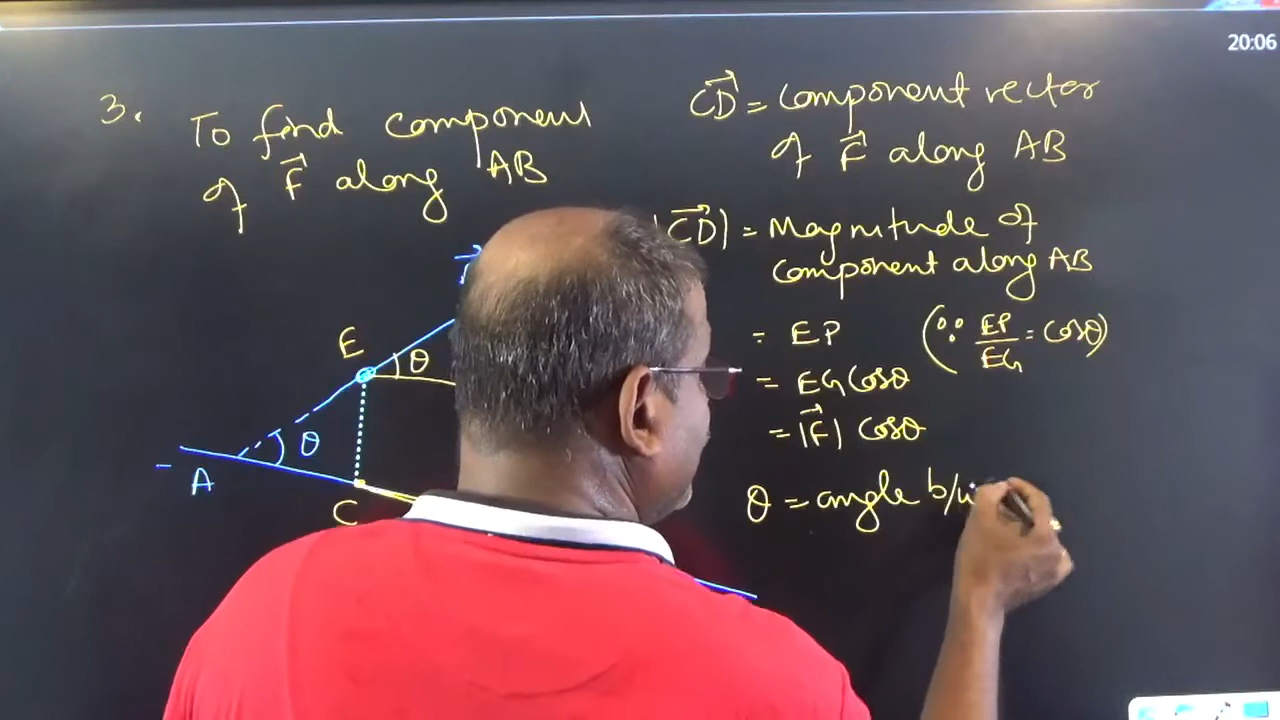 20:06
3. To find component
of F⃗ along AB
CD⃗ = component vector
of F⃗ along AB
|CD⃗| = Magnitude of
component along AB
= EP (∵ EP/EG = cosθ)
= EG cosθ
= |F⃗| cosθ
θ = angle b/w
E θ
θ
A
C